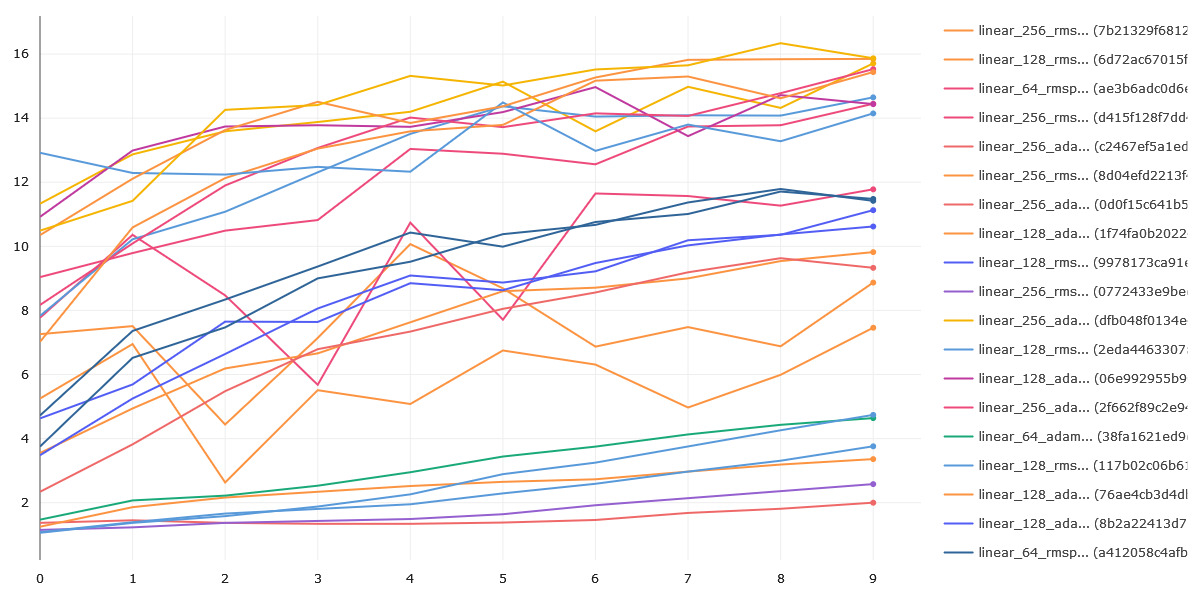 16
14
12
10
8
6
4
2
0 1 2 3 4 5 6 7 8 9
linear_256_rms... (7b21329f6812
linear_128_rms... (6d72ac67015f
linear_64_rmsp... (ae3b6adc0d6e
linear_256_rms... (d415f128f7dd
linear_256_ada... (c2467ef5a1ed
linear_256_ada... (8d04efd2213f
linear_256_ada... (0d0f15c641b5
linear_128_ada... (1f74fa0b2022
linear_128_rms... (9978173ca91e
linear_256_rms... (0772433e9be
linear_256_ada... (dfb048f0134e
linear_128_rms... (2eda4463307
linear_128_ada... (06e992955b9
linear_256_ada... (2f662f89c2e9
linear_64_adam... (38fa1621ed9
linear_128_rms... (117b02c06b6
linear_128_ada... (76ae4cb3d4d
linear_128_ada... (8b2a22413d7
linear_64_rmsp... (a412058c4afb